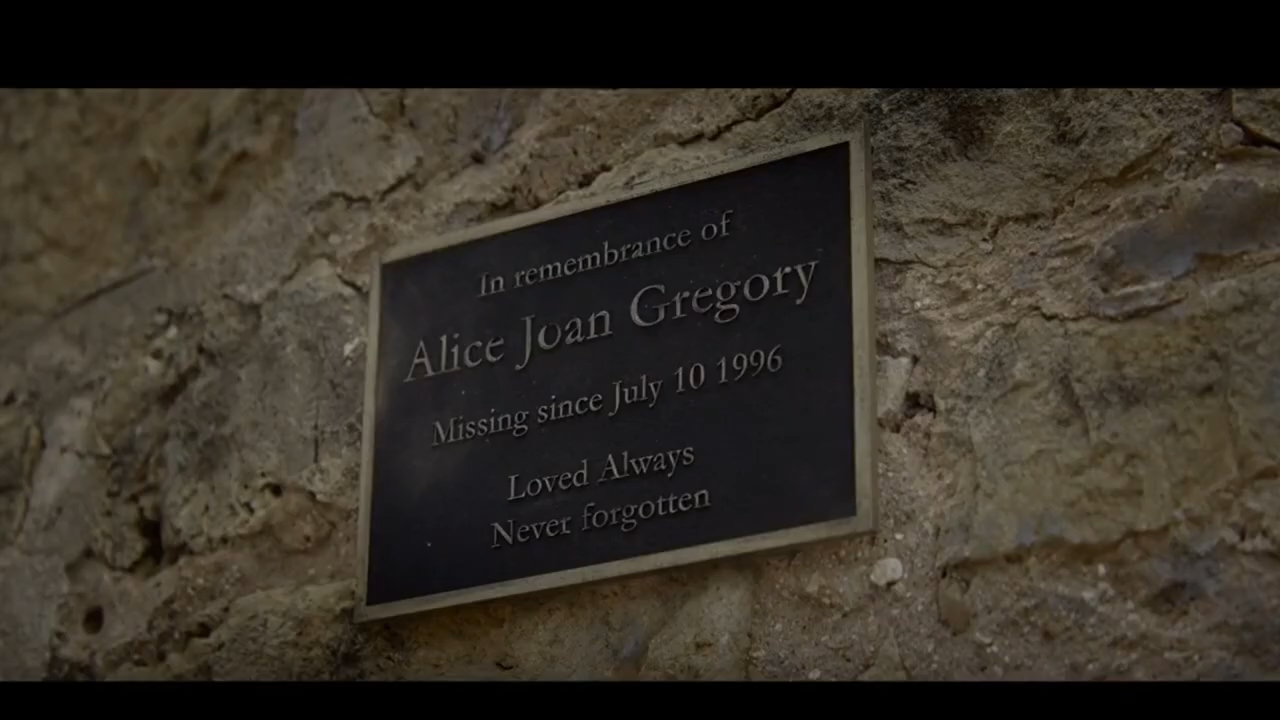 In remembrance of
Alice Joan Gregory
Missing since July 10 1996
Loved Always
Never forgotten